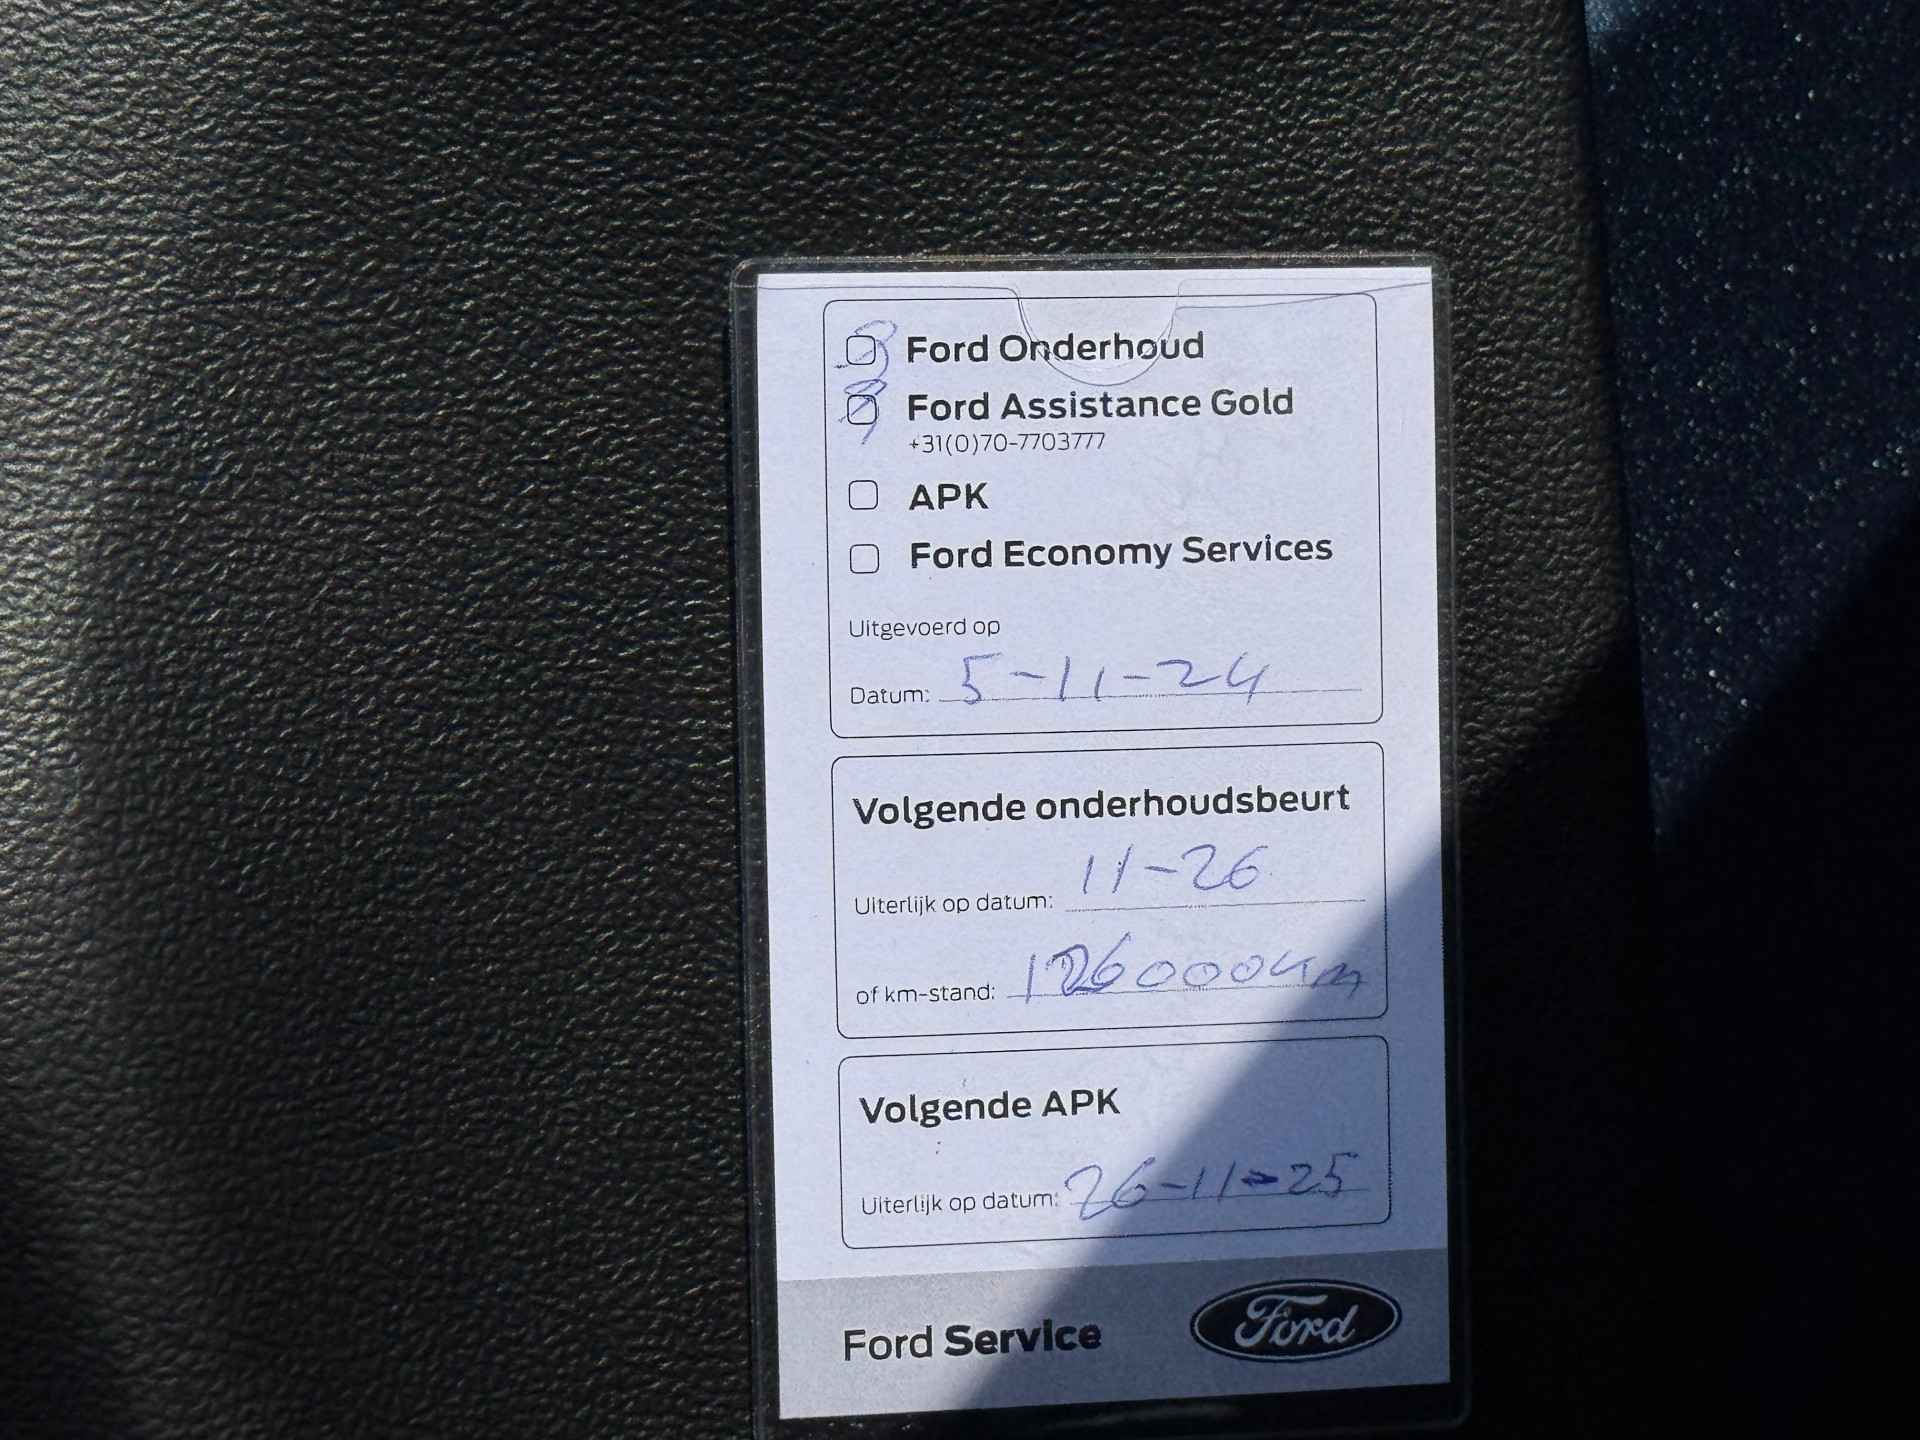 Ford Onderhoud
Ford Assistance Gold
+31(0)70-7703777
APK
Ford Economy Services
Uitgevoerd op
Datum: 5-11-24
Volgende onderhoudsbeurt
Uiterlijk op datum: 11-26
of km-stand: 126000km
Volgende APK
Uiterlijk op datum: 26-11-25
Ford Service
Ford